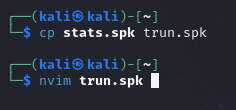 ┌──(kali㉿kali)-[~]
└─$ cp stats.spk trun.spk
┌──(kali㉿kali)-[~]
└─$ nvim trun.spk